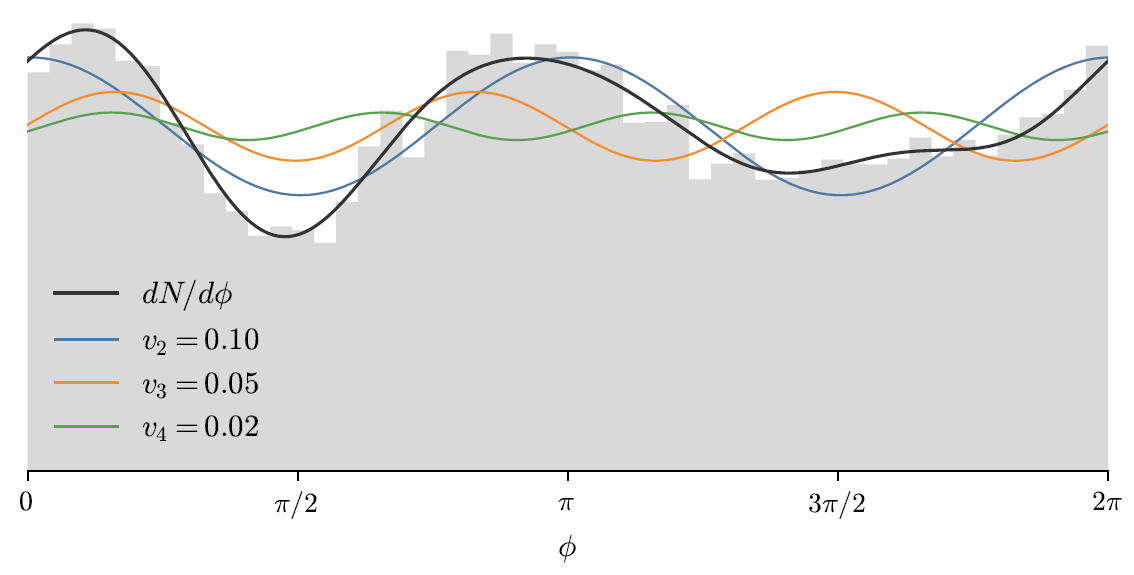 dN/dϕ
v₂ = 0.10
v₃ = 0.05
v₄ = 0.02
0 π/2 π 3π/2 2π
ϕ